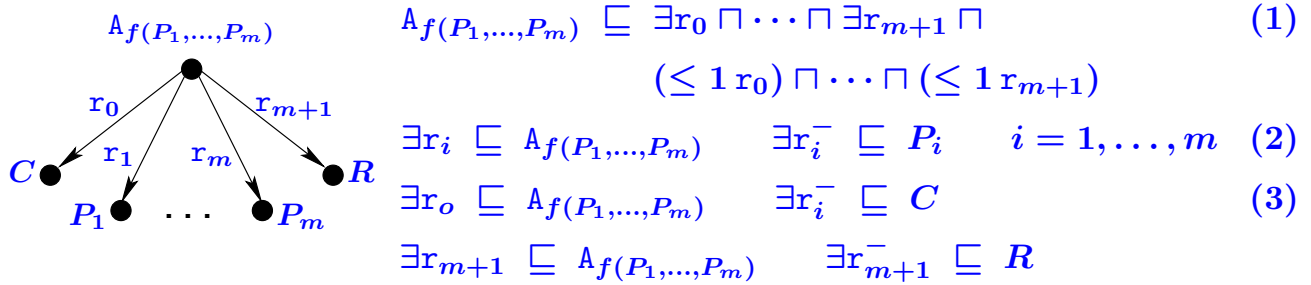 A_{f(P_1,...,P_m)}
r_0 r_{m+1}
r_1 r_m
C R
P_1 . . . P_m
A_{f(P_1,...,P_m)} ⊑ ∃r_0 ⊓ ··· ⊓ ∃r_{m+1} ⊓ (1)
(≤ 1 r_0) ⊓ ··· ⊓ (≤ 1 r_{m+1})
∃r_i ⊑ A_{f(P_1,...,P_m)} ∃r_i^- ⊑ P_i i = 1, . . . , m (2)
∃r_o ⊑ A_{f(P_1,...,P_m)} ∃r_i^- ⊑ C (3)
∃r_{m+1} ⊑ A_{f(P_1,...,P_m)} ∃r_{m+1}^- ⊑ R